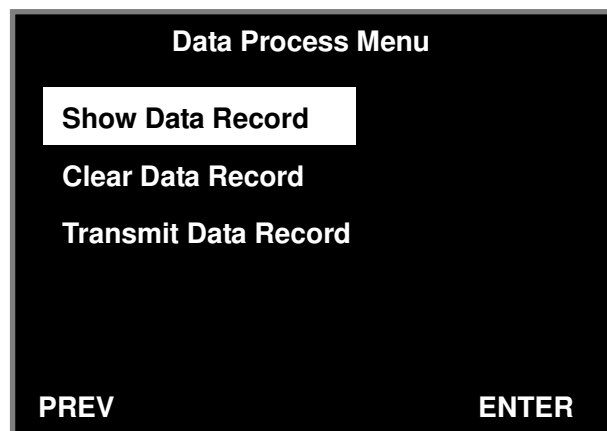 Data Process Menu
Show Data Record
Clear Data Record
Transmit Data Record
PREV ENTER